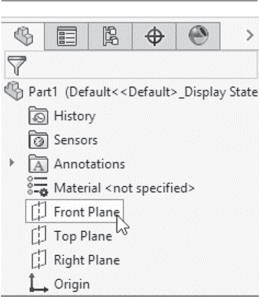 Part1 (Default<<Default>_Display State
History
Sensors
A Annotations
Material <not specified>
Front Plane
Top Plane
Right Plane
Origin